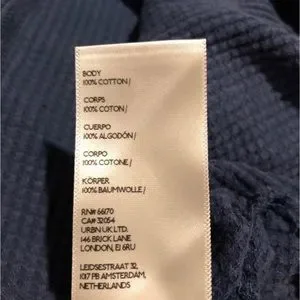 BODY
100% COTTON /
CORPS
100% COTON /
CUERPO
100% ALGODÓN /
CORPO
100% COTONE /
KÖRPER
100% BAUMWOLLE /
RN# 66170
CA# 32054
URBN UK LTD.
146 BRICK LANE
LONDON, E1 6RU
LEIDSESTRAAT 32,
1017 PB AMSTERDAM,
NETHERLANDS